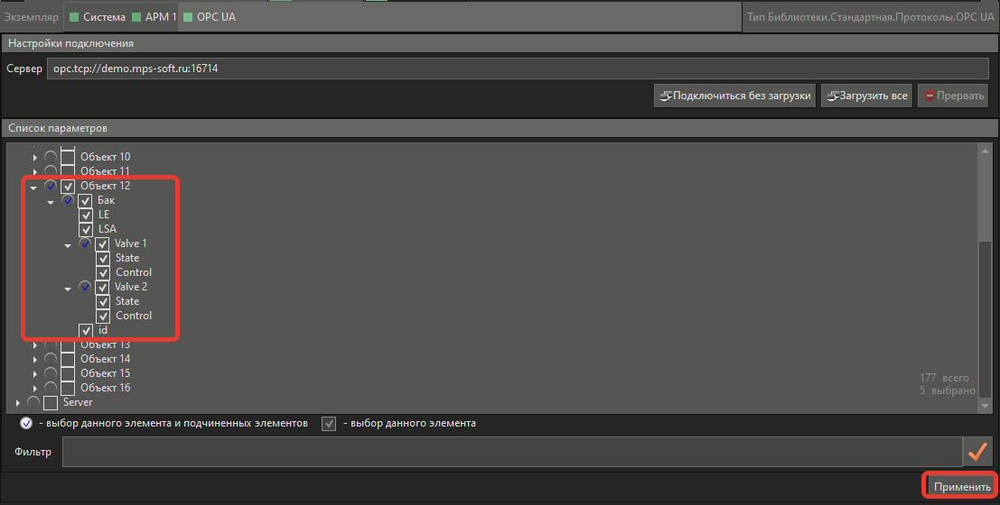 Экземпляр Система АРМ 1 OPC UA Тип Библиотеки.Стандартная.Протоколы.OPC UA
Настройки подключения
Сервер opc.tcp://demo.mps-soft.ru:16714
Подключиться без загрузки Загрузить все Прервать
Список параметров
Объект 10
Объект 11
Объект 12
Бак
LE
LSA
Valve 1
State
Control
Valve 2
State
Control
id
Объект 13
Объект 14
Объект 15
Объект 16
177 всего
5 выбрано
Server
- выбор данного элемента и подчиненных элементов - выбор данного элемента
Фильтр
Применить